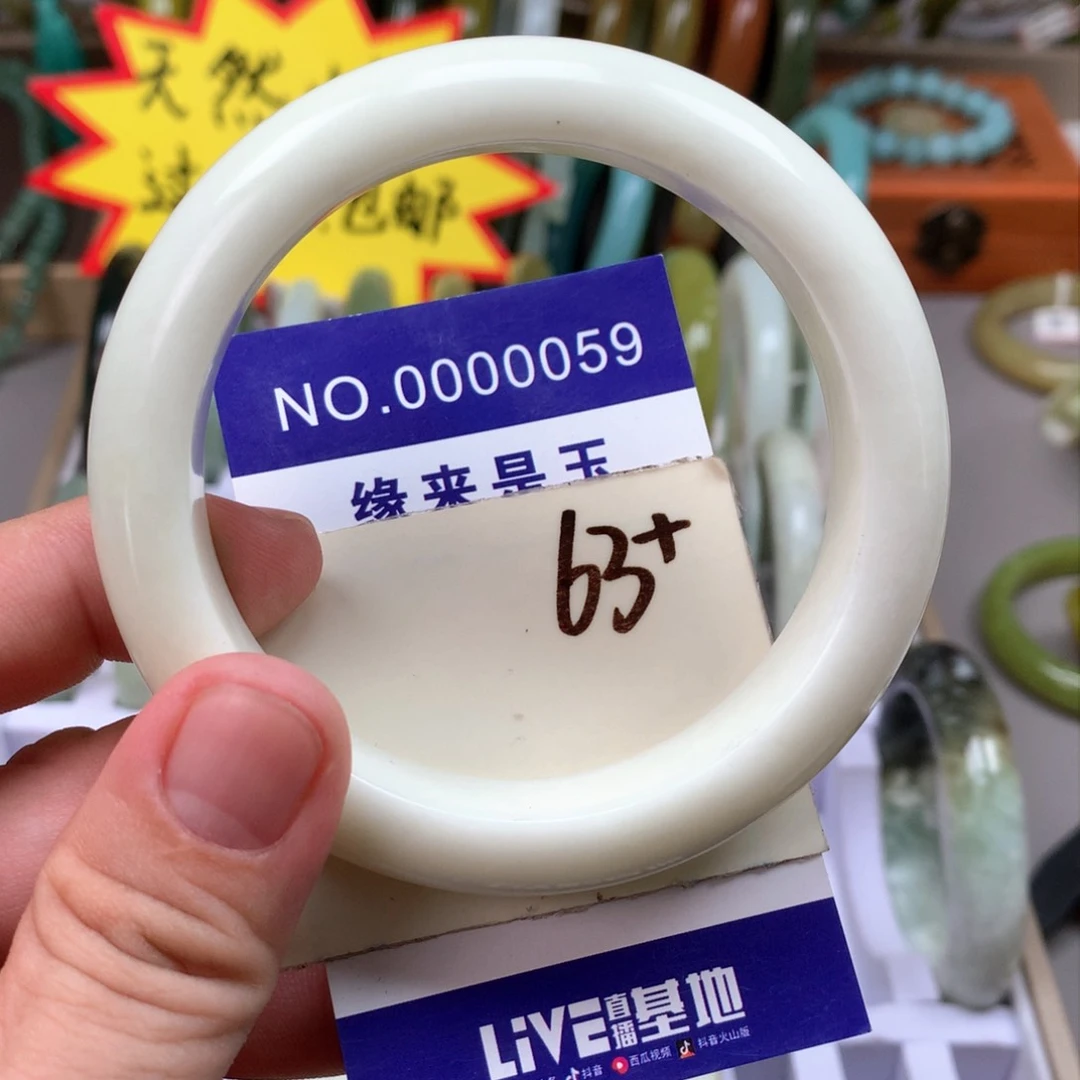 天然
过 包邮
NO.0000059
缘来是玉
63+
LiVE直播基地
抖音 西瓜视频 抖音火山版